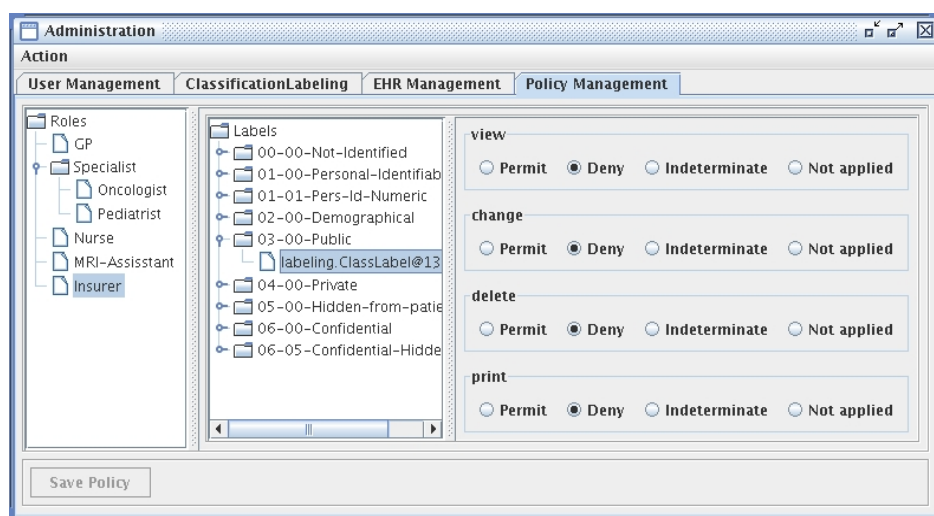 Administration
Action
User Management
ClassificationLabeling
EHR Management
Policy Management
Roles
GP
Specialist
Oncologist
Pediatrist
Nurse
MRI-Assisstant
Insurer
Labels
00-00-Not-Identified
01-00-Personal-Identifiab
01-01-Pers-Id-Numeric
02-00-Demographical
03-00-Public
labeling.ClassLabel@13
04-00-Private
05-00-Hidden-from-patie
06-00-Confidential
06-05-Confidential-Hidde
view
Permit Deny Indeterminate Not applied
change
Permit Deny Indeterminate Not applied
delete
Permit Deny Indeterminate Not applied
print
Permit Deny Indeterminate Not applied
Save Policy